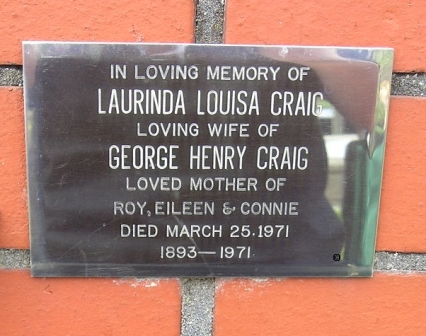 IN LOVING MEMORY OF
LAURINDA LOUISA CRAIG
LOVING WIFE OF
GEORGE HENRY CRAIG
LOVED MOTHER OF
ROY, EILEEN & CONNIE
DIED MARCH 25.1971
1893—1971